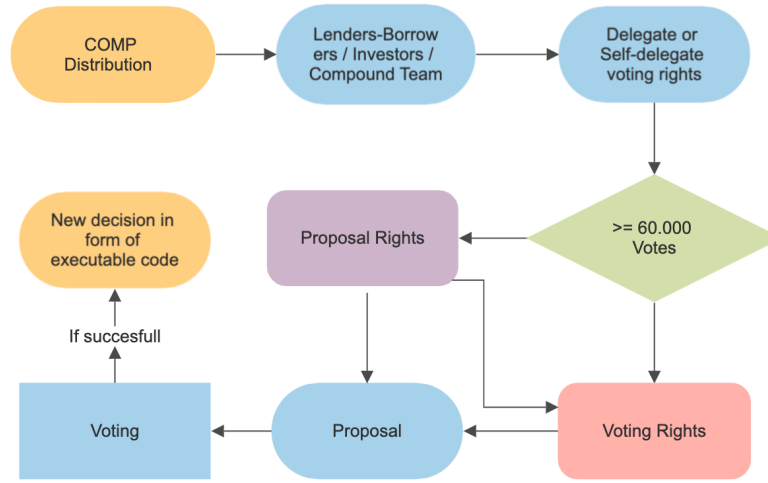 COMP
Distribution
Lenders-Borrow
ers / Investors /
Compound Team
Delegate or
Self-delegate
voting rights
>= 60.000
Votes
Proposal Rights
New decision in
form of
executable code
If succesfull
Voting
Proposal
Voting Rights